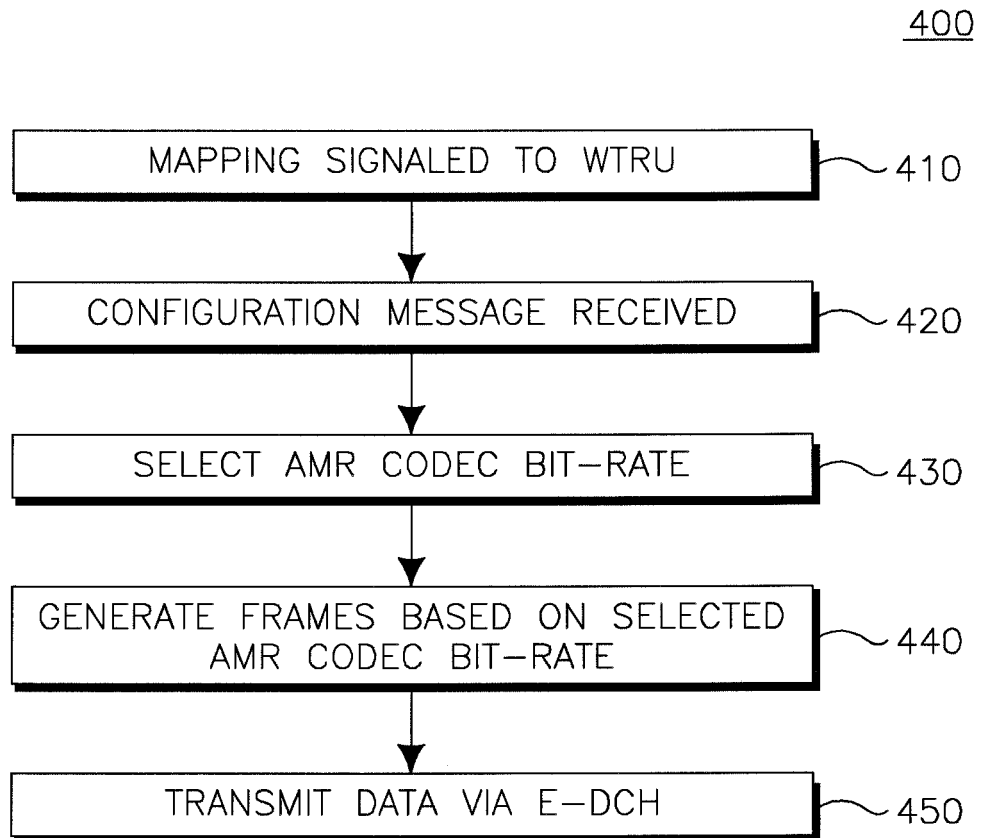 400
MAPPING SIGNALED TO WTRU
410
CONFIGURATION MESSAGE RECEIVED
420
SELECT AMR CODEC BIT-RATE
430
GENERATE FRAMES BASED ON SELECTED
AMR CODEC BIT-RATE
440
TRANSMIT DATA VIA E-DCH
450